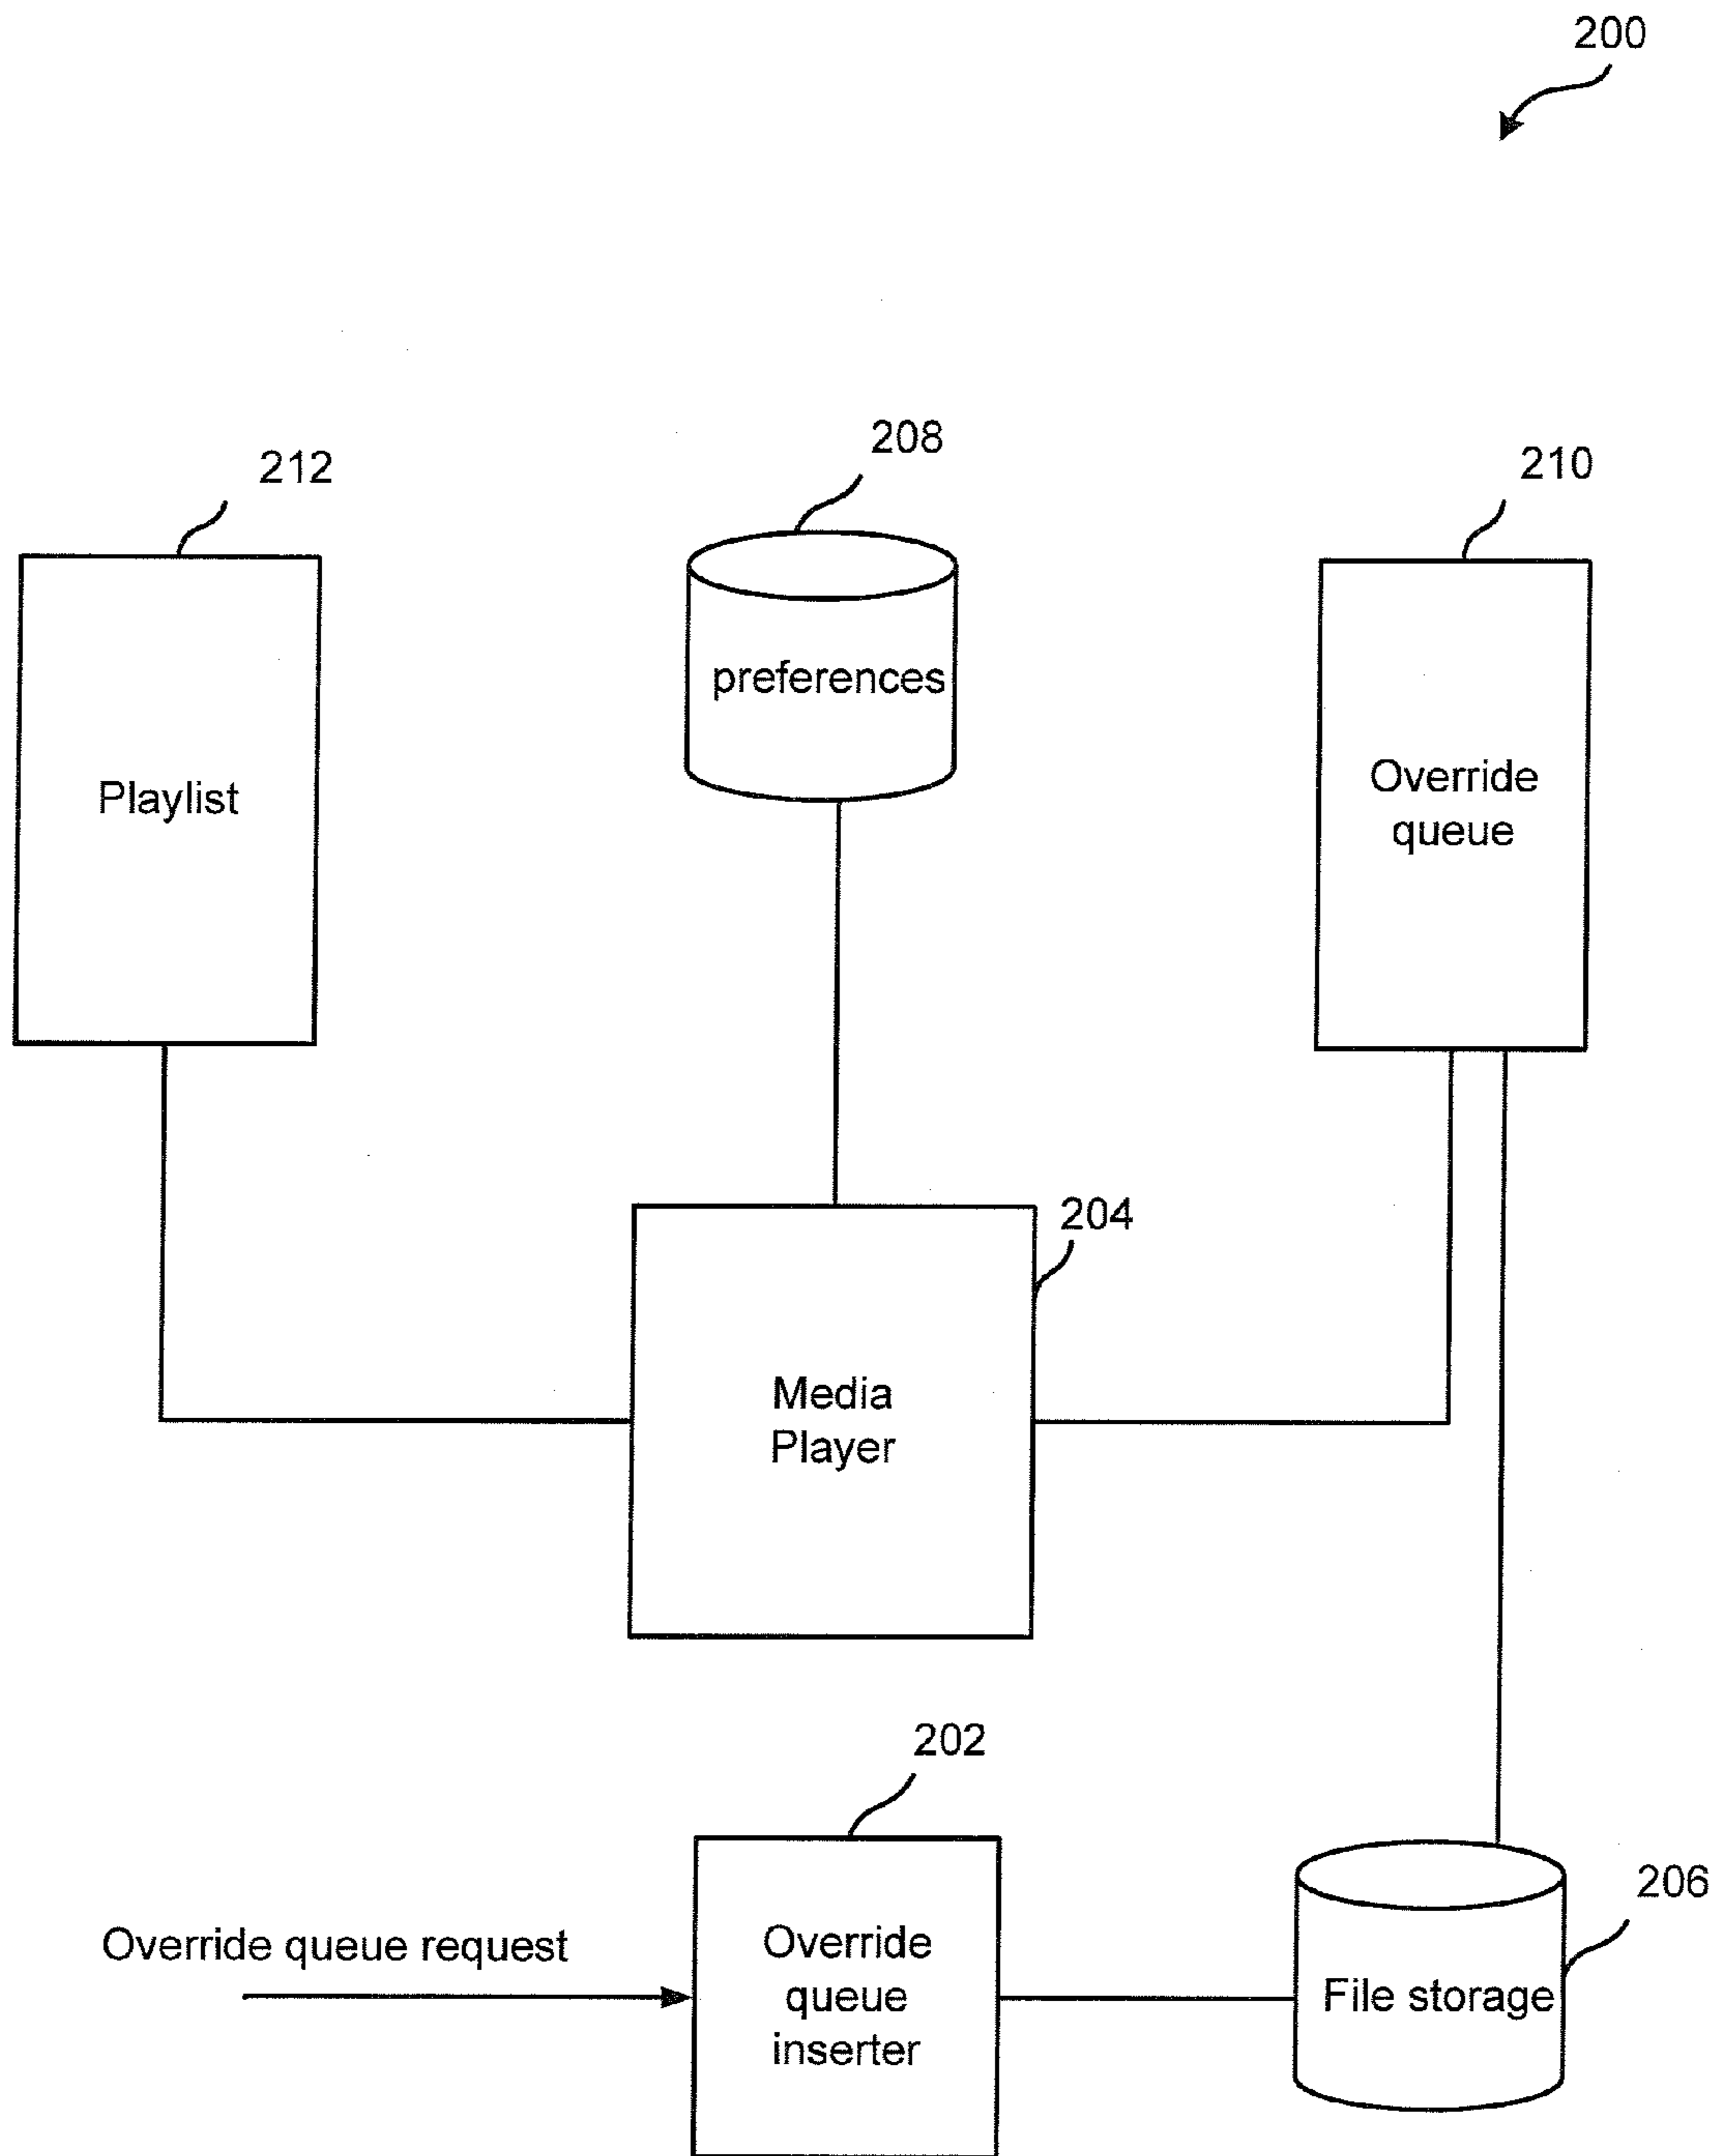 200
212
208
210
Playlist
preferences
Override
queue
204
Media
Player
202
206
Override queue request
Override
queue
inserter
File storage